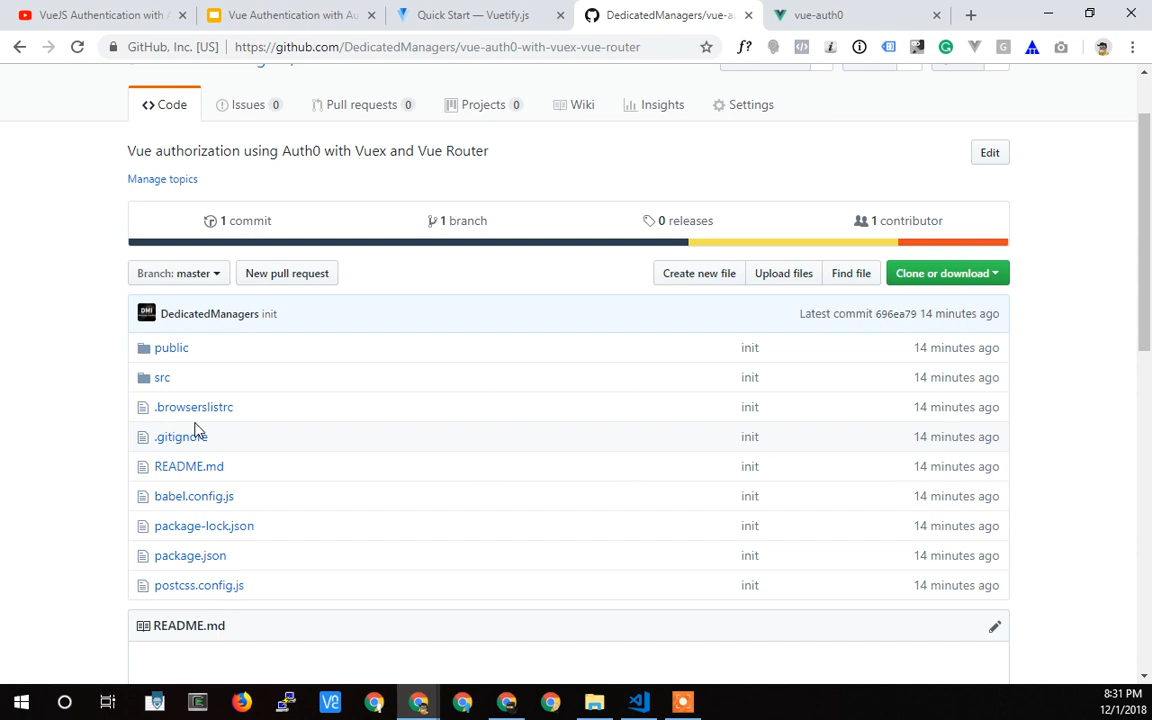 VueJS Authentication with
Vue Authentication with Au
Quick Start — Vuetify.js
DedicatedManagers/vue-a
vue-auth0
GitHub, Inc. [US]
https://github.com/DedicatedManagers/vue-auth0-with-vuex-vue-router
Code
Issues 0
Pull requests 0
Projects 0
Wiki
Insights
Settings
Vue authorization using Auth0 with Vuex and Vue Router
Edit
Manage topics
1 commit
1 branch
0 releases
1 contributor
Branch: master
New pull request
Create new file
Upload files
Find file
Clone or download
DedicatedManagers init
Latest commit 696ea79 14 minutes ago
public init 14 minutes ago
src init 14 minutes ago
.browserslistrc init 14 minutes ago
.gitignore init 14 minutes ago
README.md init 14 minutes ago
babel.config.js init 14 minutes ago
package-lock.json init 14 minutes ago
package.json init 14 minutes ago
postcss.config.js init 14 minutes ago
README.md
8:31 PM
12/1/2018